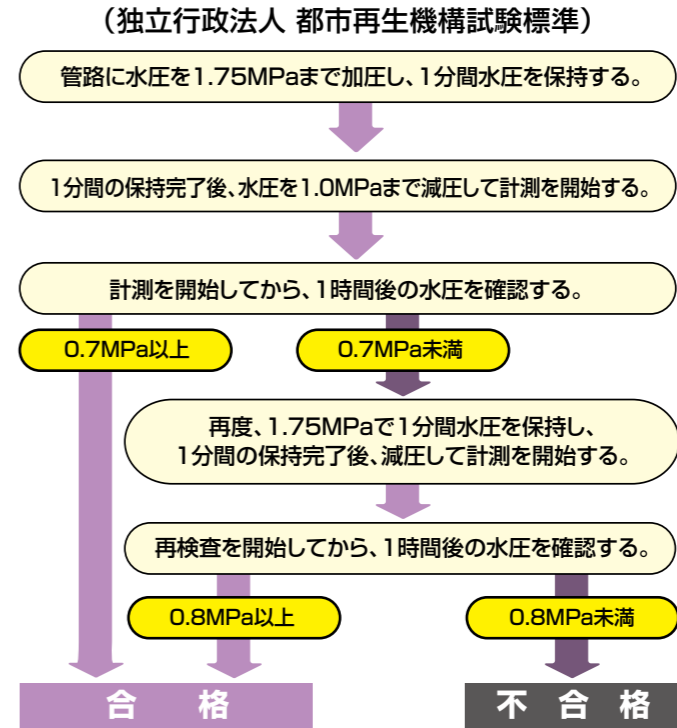 （独立行政法人 都市再生機構試験標準）
管路に水圧を1.75MPaまで加圧し、1分間水圧を保持する。
1分間の保持完了後、水圧を1.0MPaまで減圧して計測を開始する。
計測を開始してから、1時間後の水圧を確認する。
0.7MPa以上
0.7MPa未満
再度、1.75MPaで1分間水圧を保持し、
1分間の保持完了後、減圧して計測を開始する。
再検査を開始してから、1時間後の水圧を確認する。
0.8MPa以上
0.8MPa未満
合 格
不 合 格